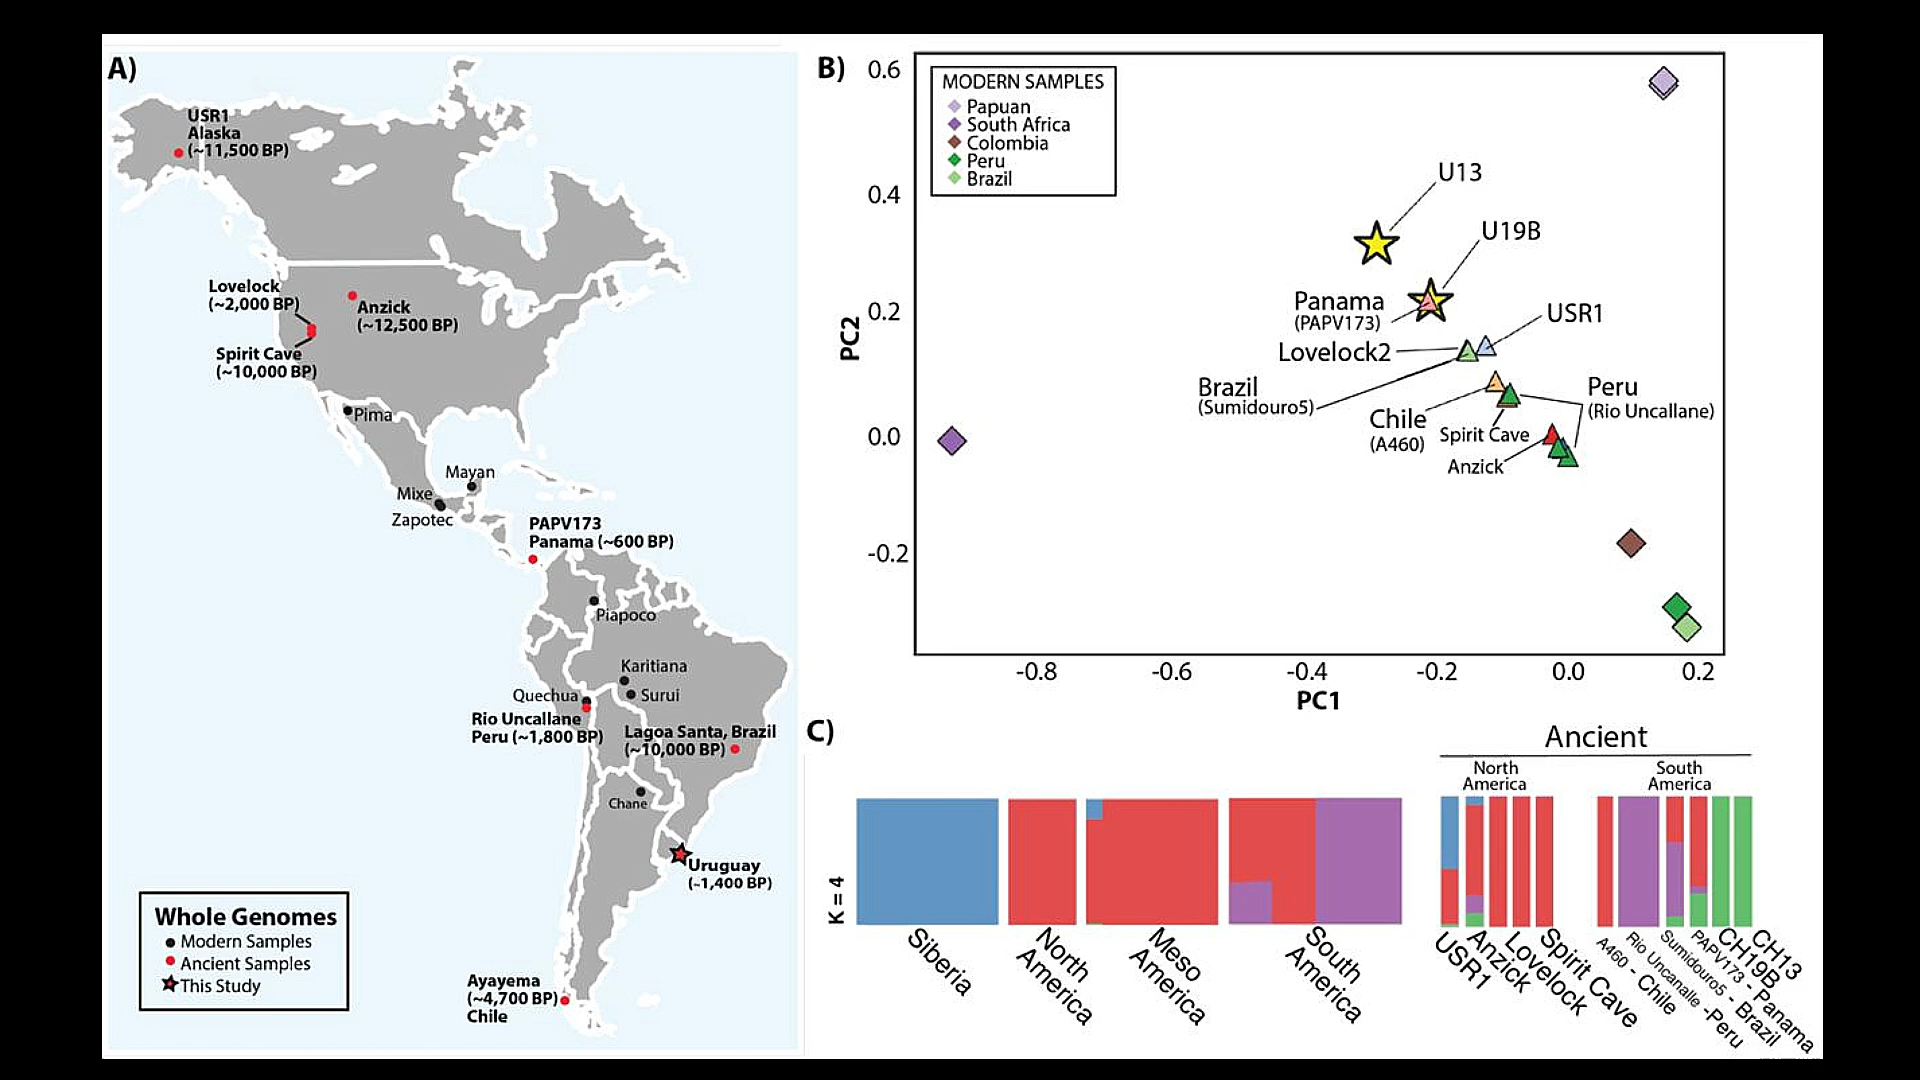 A)
USR1
Alaska
(~11,500 BP)
Lovelock
(~2,000 BP)
Anzick
(~12,500 BP)
Spirit Cave
(~10,000 BP)
Pima
Mayan
Mixe
Zapotec
PAPV173
Panama (~600 BP)
Piapoco
Karitiana
Quechua
Surui
Rio Uncallane
Peru (~1,800 BP)
Lagoa Santa, Brazil
(~10,000 BP)
Chane
Uruguay
(~1,400 BP)
Whole Genomes
Modern Samples
Ancient Samples
This Study
Ayayema
(~4,700 BP)
Chile
B)
0.6
0.4
0.2
0.0
-0.2
PC2
MODERN SAMPLES
Papuan
South Africa
Colombia
Peru
Brazil
U13
U19B
Panama
(PAPV173)
USR1
Lovelock2
Brazil
(Sumidouro5)
Peru
(Rio Uncallane)
Chile
(A460)
Spirit Cave
Anzick
-0.8
-0.6
-0.4
-0.2
0.0
0.2
PC1
C)
Ancient
North
America
South
America
K = 4
Siberia
North
America
Meso
America
South
America
USR1
Anzick
Lovelock
Spirit Cave
A460 - Chile
Rio Uncanalle -Peru
Sumidouro5 - Brazil
PAPV173 - Panama
CH19B
CH13